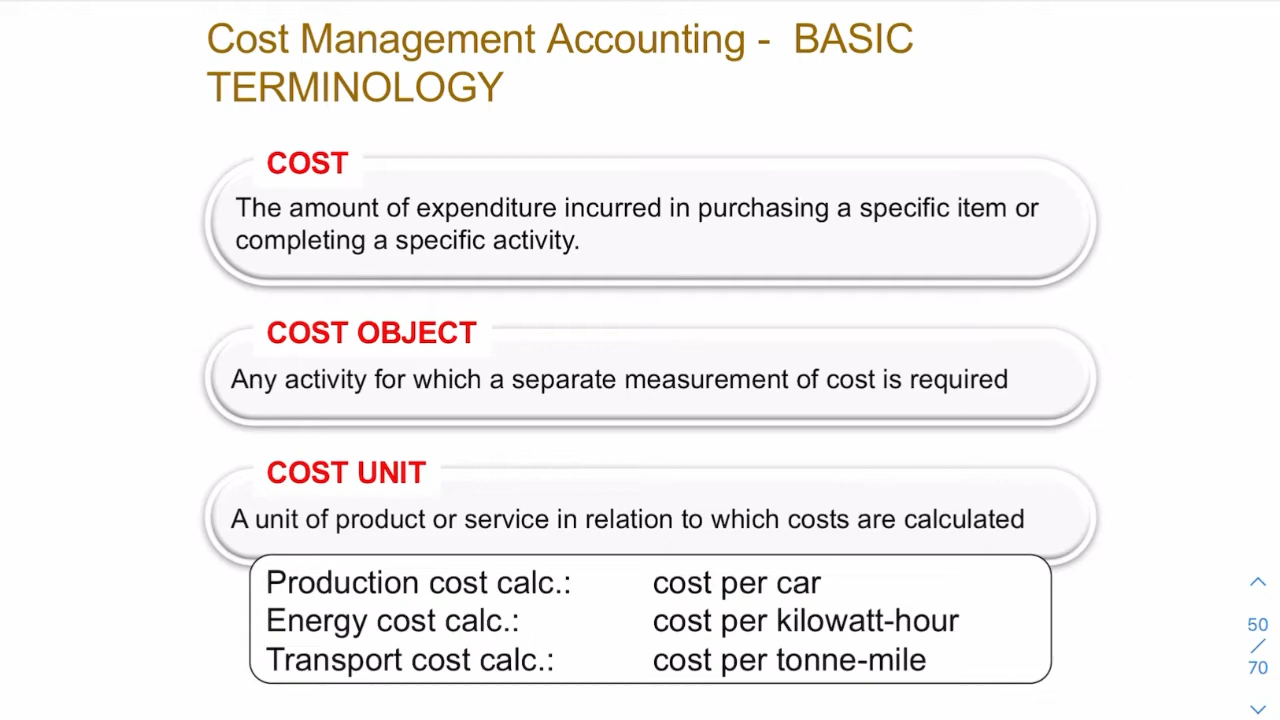 Cost Management Accounting - BASIC
TERMINOLOGY
COST
The amount of expenditure incurred in purchasing a specific item or
completing a specific activity.
COST OBJECT
Any activity for which a separate measurement of cost is required
COST UNIT
A unit of product or service in relation to which costs are calculated
Production cost calc.: cost per car
Energy cost calc.: cost per kilowatt-hour
Transport cost calc.: cost per tonne-mile
50
/
70